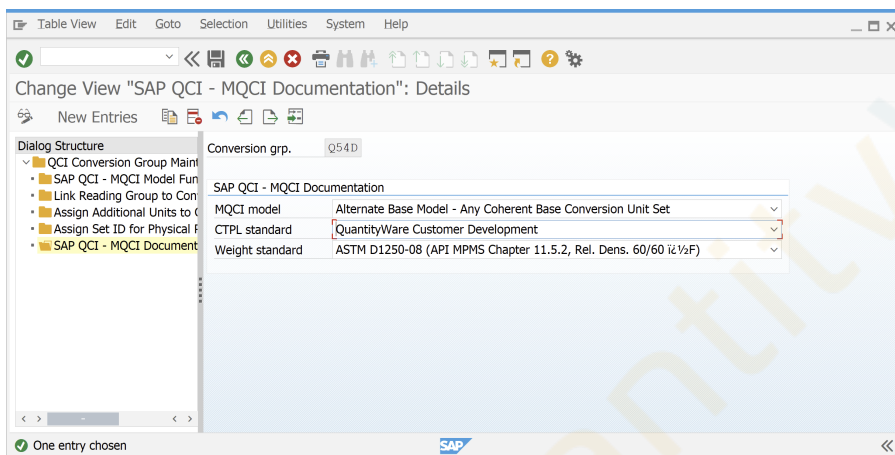 Table View Edit Goto Selection Utilities System Help
Change View "SAP QCI - MQCI Documentation": Details
New Entries
Dialog Structure
QCI Conversion Group Maint
SAP QCI - MQCI Model Fun
Link Reading Group to Con
Assign Additional Units to
Assign Set ID for Physical
SAP QCI - MQCI Document
Conversion grp. Q54D
SAP QCI - MQCI Documentation
MQCI model Alternate Base Model - Any Coherent Base Conversion Unit Set
CTPL standard QuantityWare Customer Development
Weight standard ASTM D1250-08 (API MPMS Chapter 11.5.2, Rel. Dens. 60/60 ï¿½F)
One entry chosen
SAP